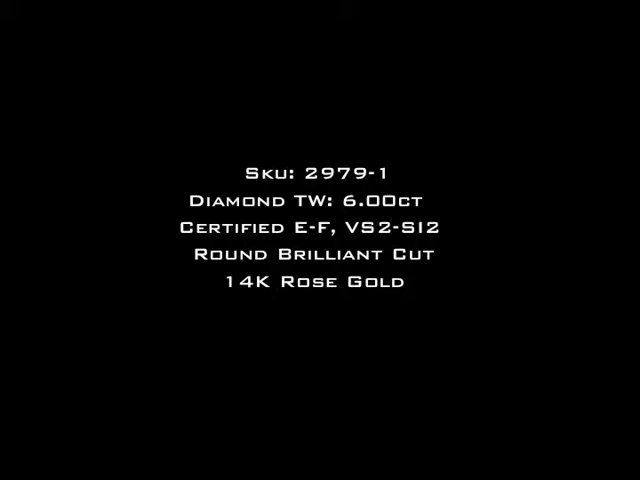 Sku: 2979-1
Diamond TW: 6.00ct
Certified E-F, VS2-SI2
Round Brilliant Cut
14K Rose Gold